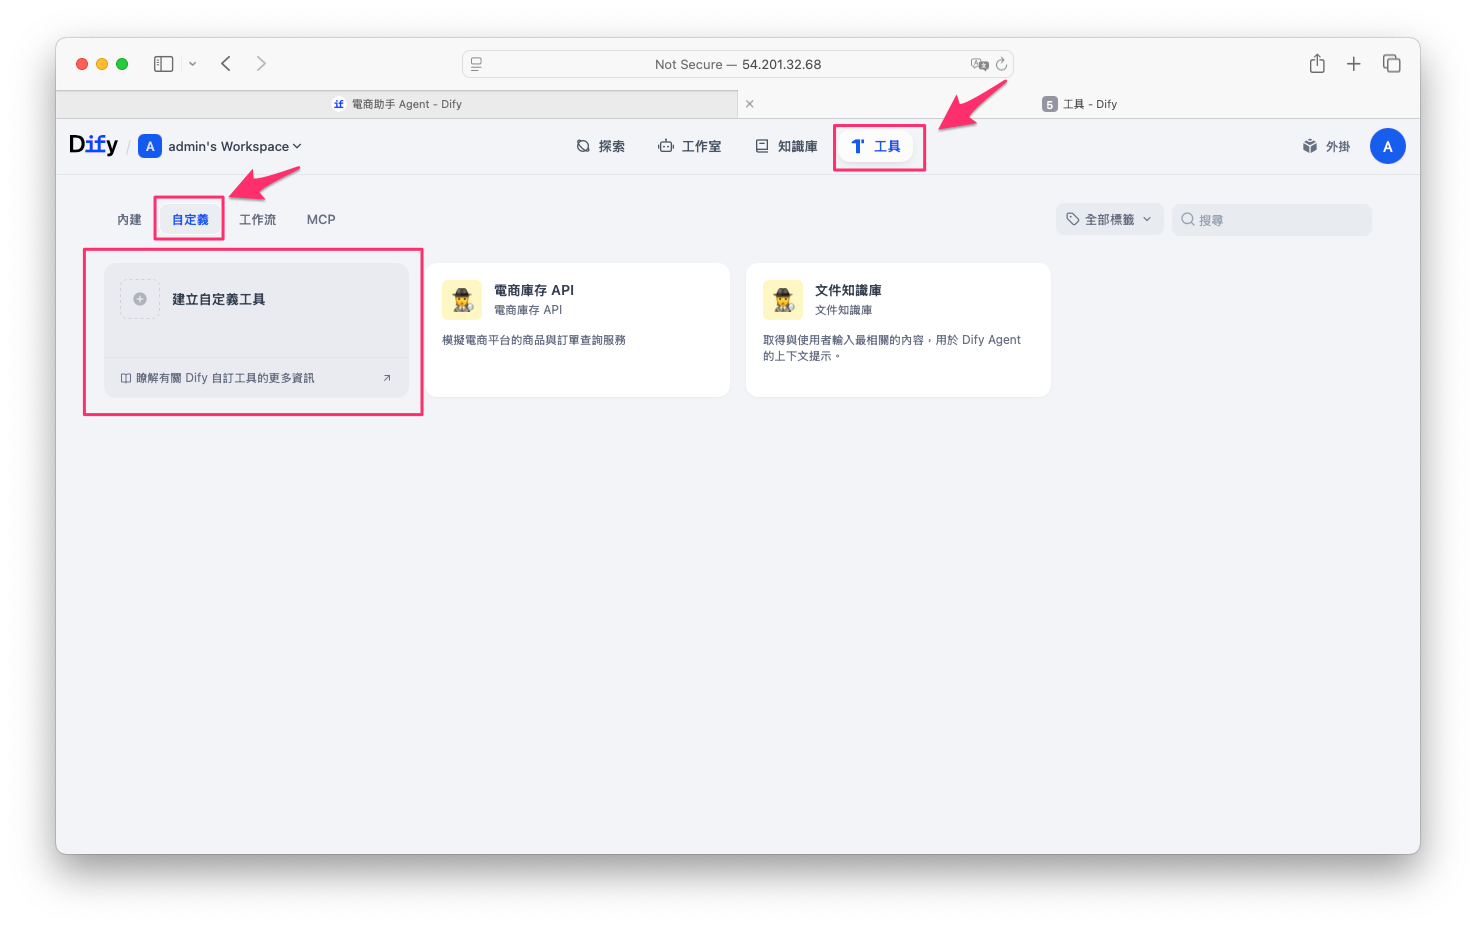 Not Secure — 54.201.32.68
電商助手 Agent - Dify
5 工具 - Dify
Dify / A admin's Workspace
探索
工作室
知識庫
工具
外掛
A
內建
自定義
工作流
MCP
全部標籤
搜尋
建立自定義工具
瞭解有關 Dify 自訂工具的更多資訊
電商庫存 API
電商庫存 API
模擬電商平台的商品與訂單查詢服務
文件知識庫
文件知識庫
取得與使用者輸入最相關的內容，用於 Dify Agent
的上下文提示。